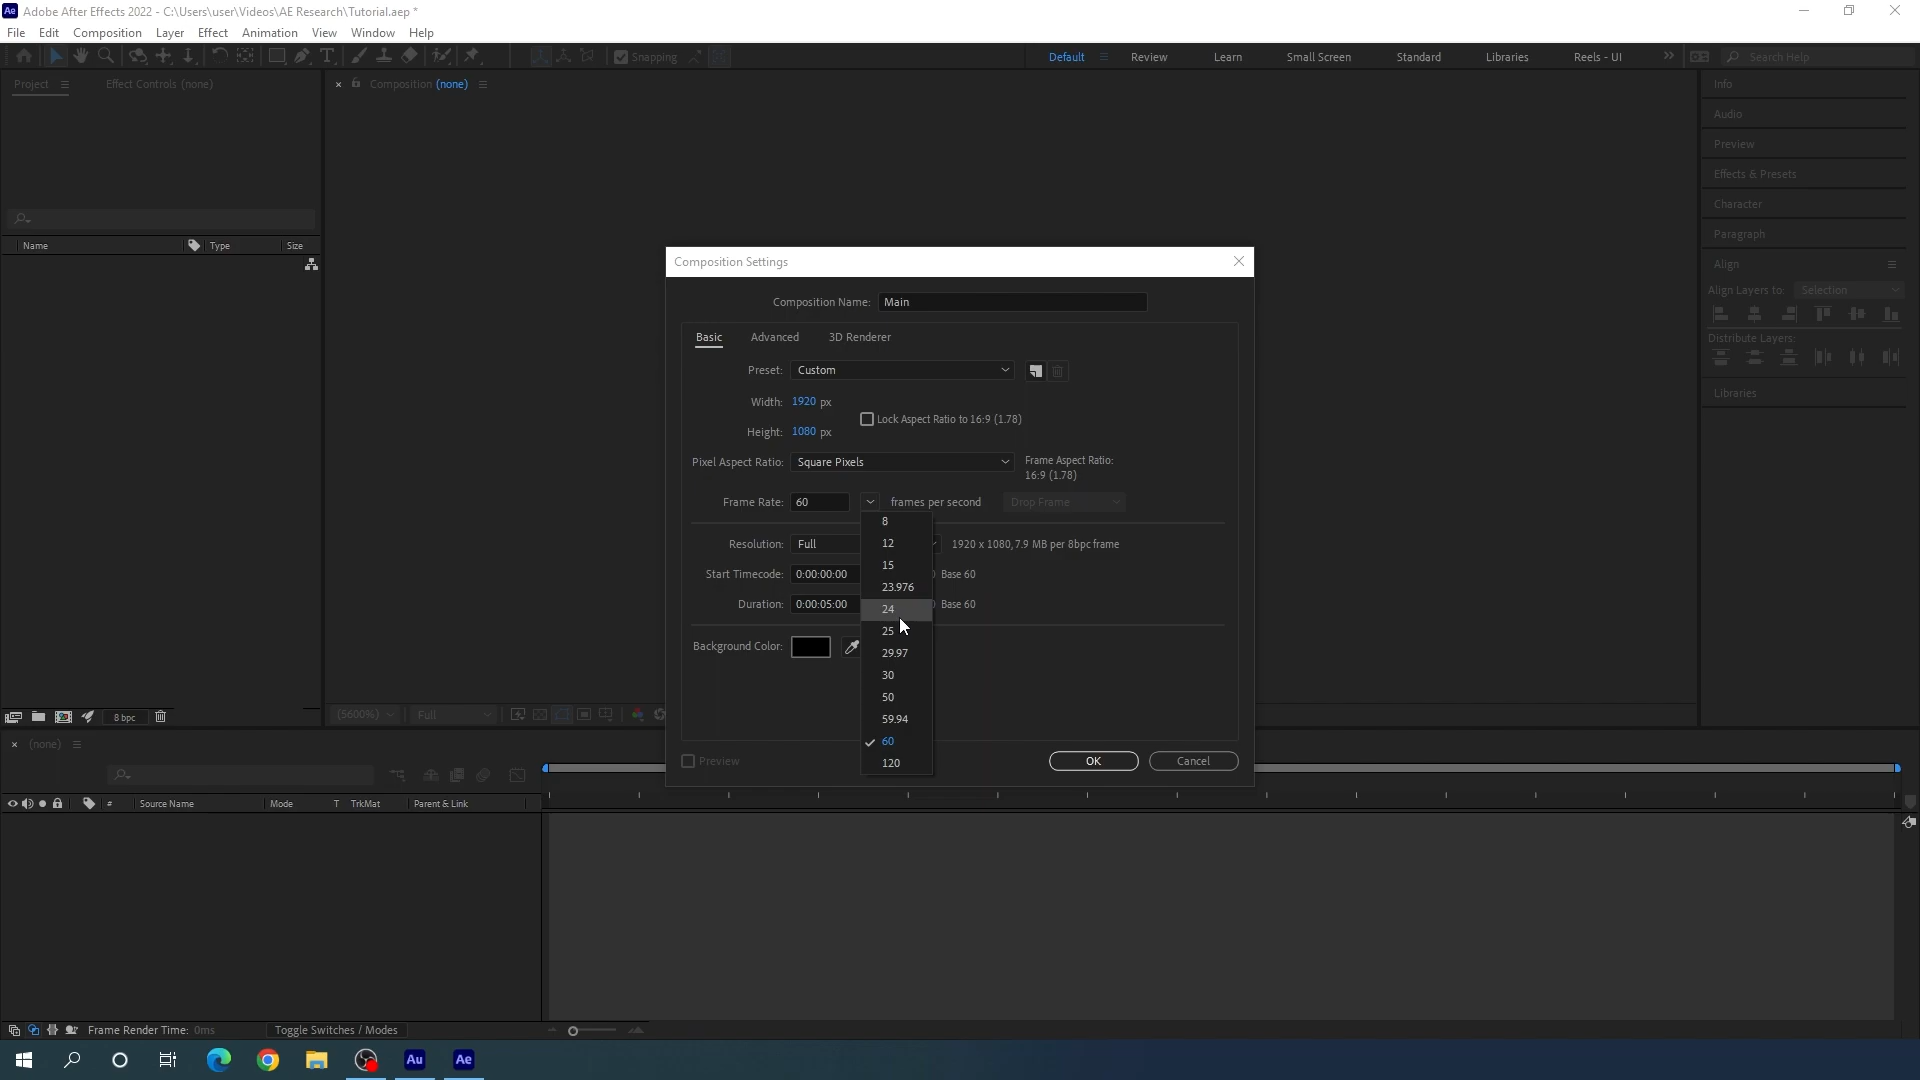 Ae Adobe After Effects 2022 - C:\Users\user\Videos\AE Research\Tutorial.aep *
File Edit Composition Layer Effect Animation View Window Help
Snapping Default Review Learn Small Screen Standard Libraries Reels - UI Search Help
Project Effect Controls (none) Composition (none) Info
Audio
Preview
Effects & Presets
Character
Paragraph
Name Type Size
Align
Align Layers to: Selection
Distribute Layers:
Libraries
Composition Settings
Composition Name: Main
Basic Advanced 3D Renderer
Preset: Custom
Width: 1920 px
Lock Aspect Ratio to 16:9 (1.78)
Height: 1080 px
Pixel Aspect Ratio: Square Pixels Frame Aspect Ratio:
16:9 (1.78)
Frame Rate: 60 frames per second Drop Frame
8
12
15
23.976
24
25
29.97
30
50
59.94
60
120
Resolution: Full 1920 x 1080, 7.9 MB per 8bpc frame
Start Timecode: 0:00:00:00 Base 60
Duration: 0:00:05:00 Base 60
Background Color:
Preview OK Cancel
8 bpc (5600%) Full
(none)
# Source Name Mode T TrkMat Parent & Link
Frame Render Time: 0ms Toggle Switches / Modes
Au Ae